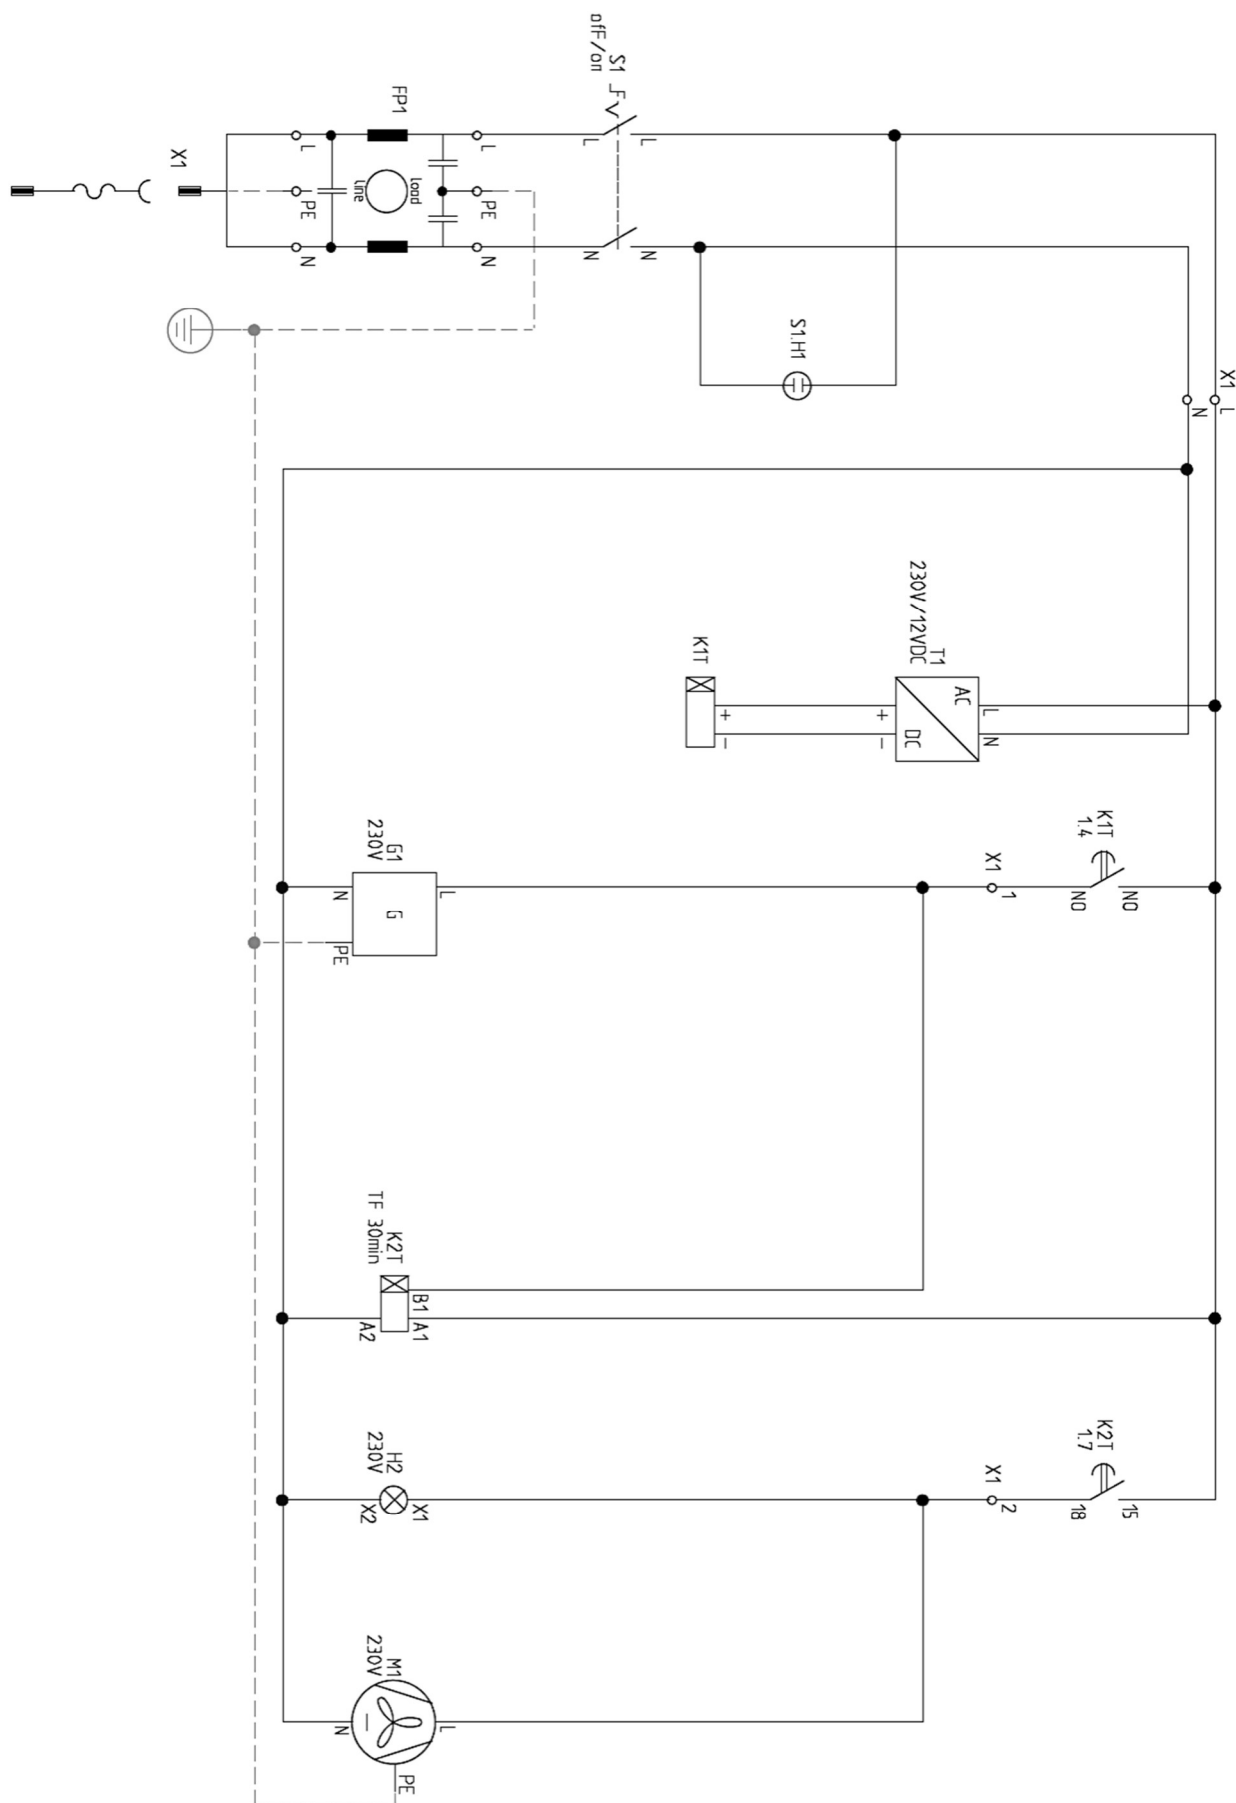 S1
off/on
L
L
N
N
FP1
L
PE
N
Load
Line
L
PE
N
X1
S1.H1
X1
L
N
T1
230V/12VDC
AC
DC
L
N
+
-
K1T
+
-
K1T
1.4
NO
NO
X1
1
G1
230V
L
G
N
PE
K2T
TF 30min
B1
A1
A2
K2T
1.7
15
18
X1
2
H2
230V
X1
X2
M1
230V
L
N
PE